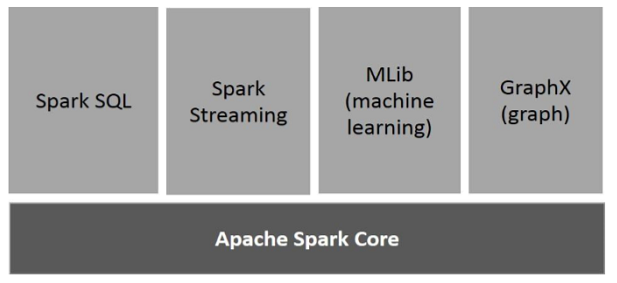 Spark SQL
Spark
Streaming
MLib
(machine
learning)
GraphX
(graph)
Apache Spark Core